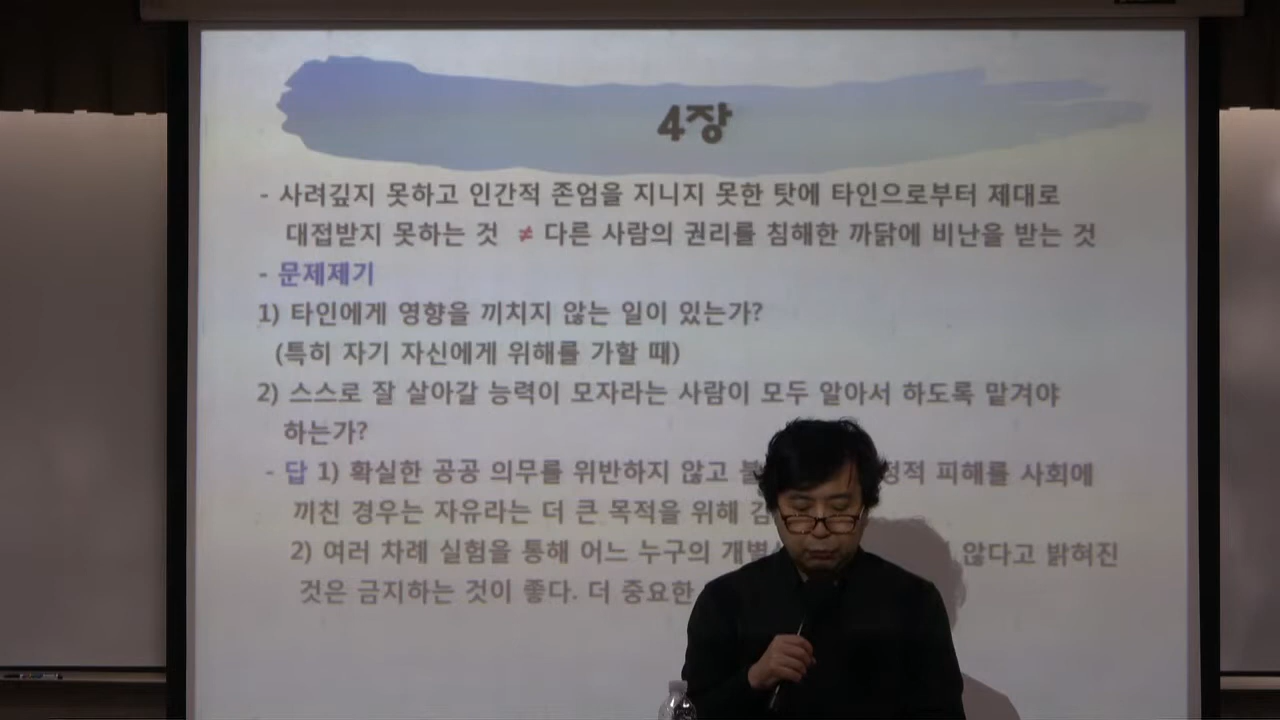 4장
- 사려깊지 못하고 인간적 존엄을 지니지 못한 탓에 타인으로부터 제대로
대접받지 못하는 것 ≠ 다른 사람의 권리를 침해한 까닭에 비난을 받는 것
- 문제제기
1) 타인에게 영향을 끼치지 않는 일이 있는가?
(특히 자기 자신에게 위해를 가할 때)
2) 스스로 잘 살아갈 능력이 모자라는 사람이 모두 알아서 하도록 맡겨야
하는가?
- 답 1) 확실한 공공 의무를 위반하지 않고 피해를 사회에
끼친 경우는 자유라는 더 큰 목적을 위해
2) 여러 차례 실험을 통해 어느 누구의 않다고 밝혀진
것은 금지하는 것이 좋다. 더 중요한